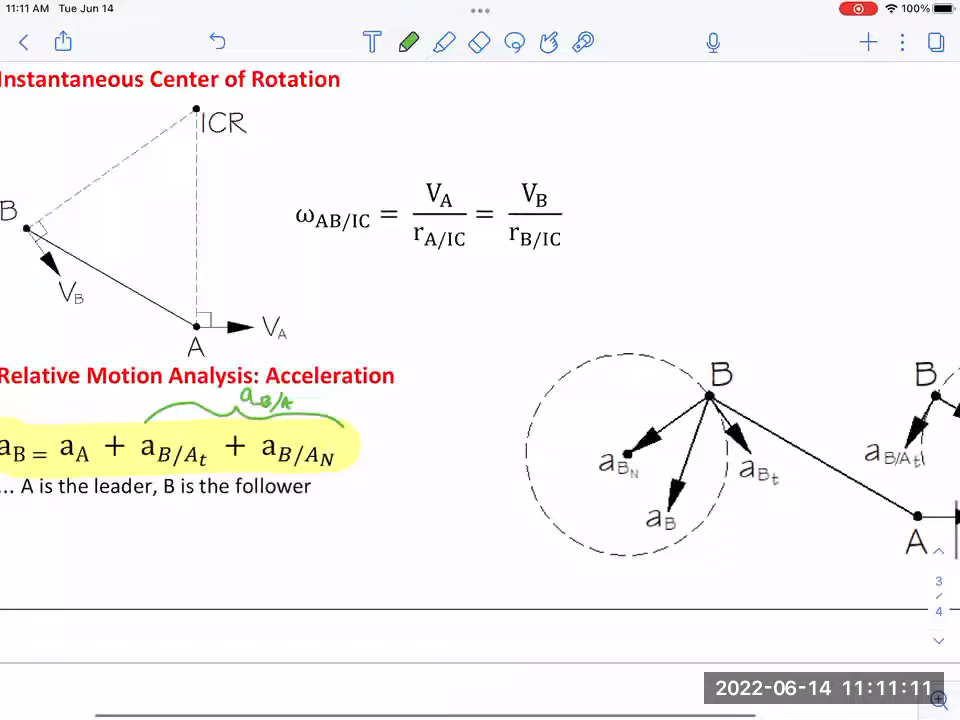 11:11 AM Tue Jun 14
100%
Instantaneous Center of Rotation
ICR
B
V_B
V_A
A
ω_AB/IC = V_A / r_A/IC = V_B / r_B/IC
Relative Motion Analysis: Acceleration
a_B/A
a_B = a_A + a_B/A_t + a_B/A_N
... A is the leader, B is the follower
B
a_B_N
a_B_t
a_B
A
B
a_B/A_t
3
/
4
2022-06-14 11:11:11